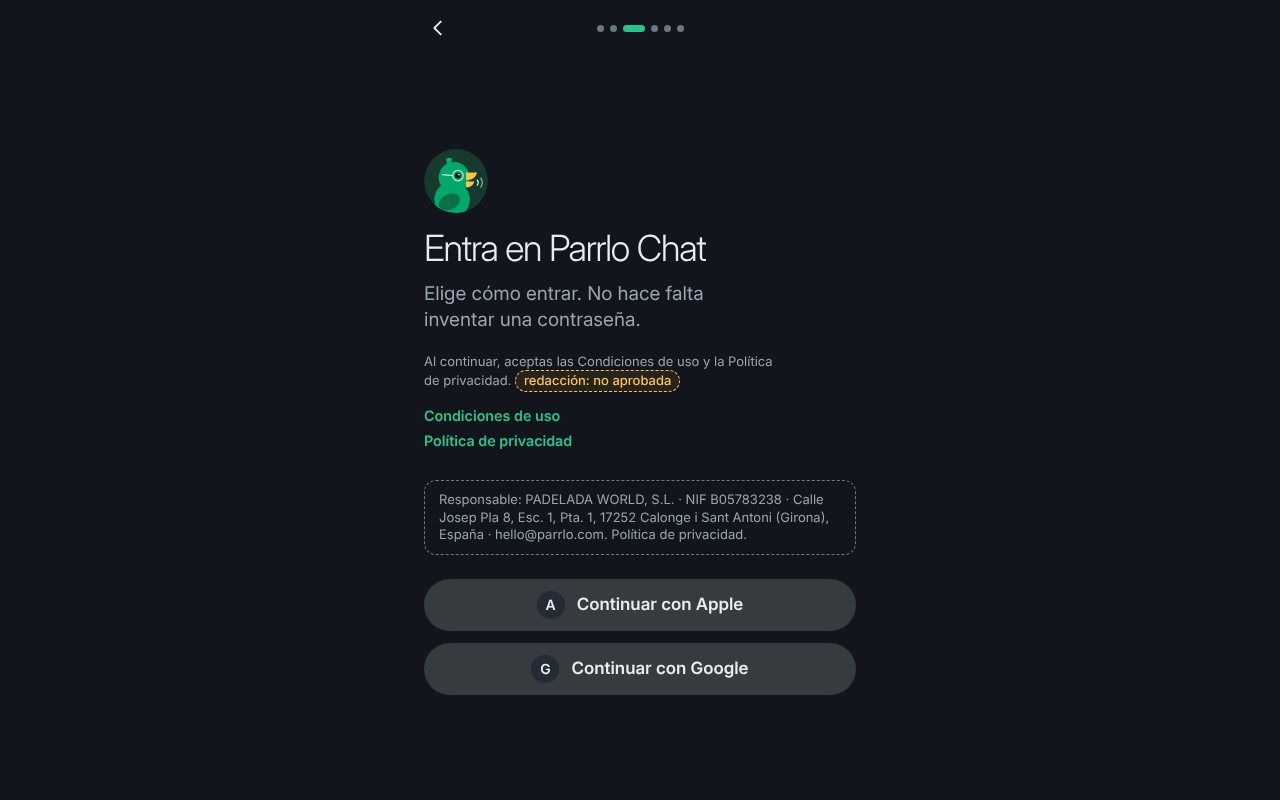 Entra en Parrlo Chat
Elige cómo entrar. No hace falta
inventar una contraseña.
Al continuar, aceptas las Condiciones de uso y la Política
de privacidad. redacción: no aprobada
Condiciones de uso
Política de privacidad
Responsable: PADELADA WORLD, S.L. · NIF B05783238 · Calle
Josep Pla 8, Esc. 1, Pta. 1, 17252 Calonge i Sant Antoni (Girona),
España · hello@parrlo.com. Política de privacidad.
A Continuar con Apple
G Continuar con Google